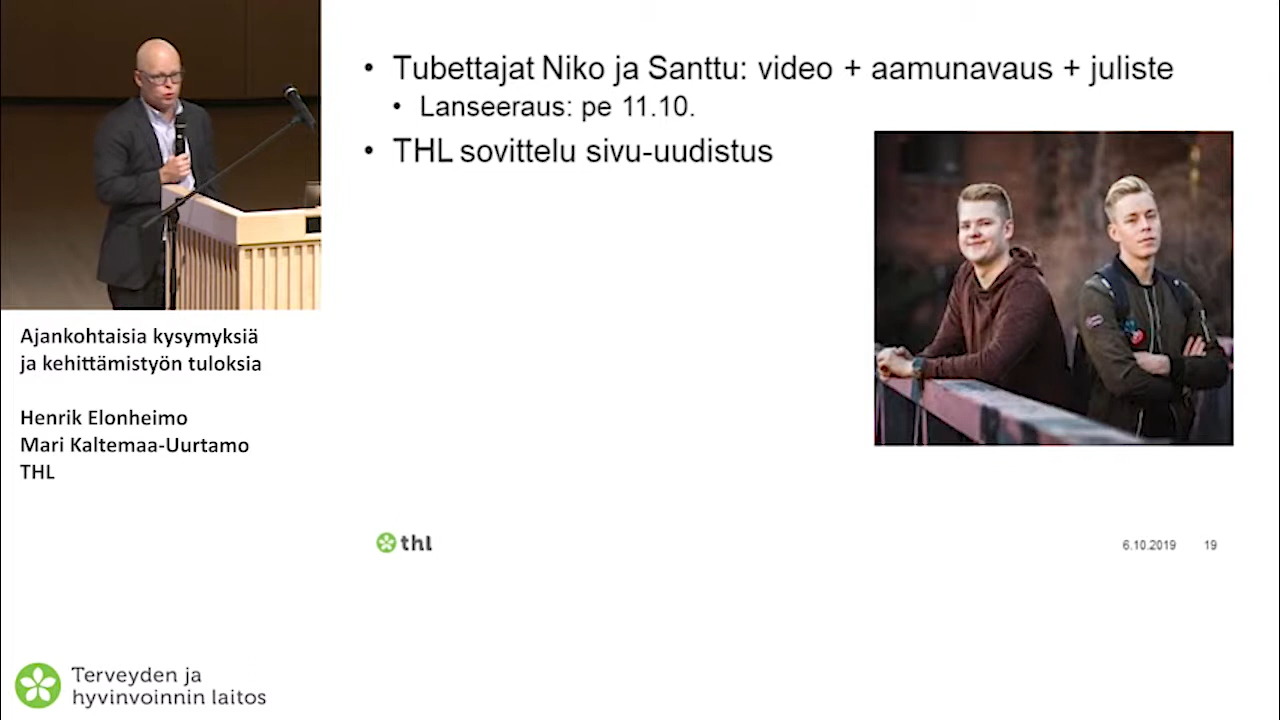 • Tubettajat Niko ja Santtu: video + aamunavaus + juliste
• Lanseeraus: pe 11.10.
• THL sovittelu sivu-uudistus
Ajankohtaisia kysymyksiä
ja kehittämistyön tuloksia
Henrik Elonheimo
Mari Kaltemaa-Uurtamo
THL
thl
6.10.2019 19
Terveyden ja
hyvinvoinnin laitos